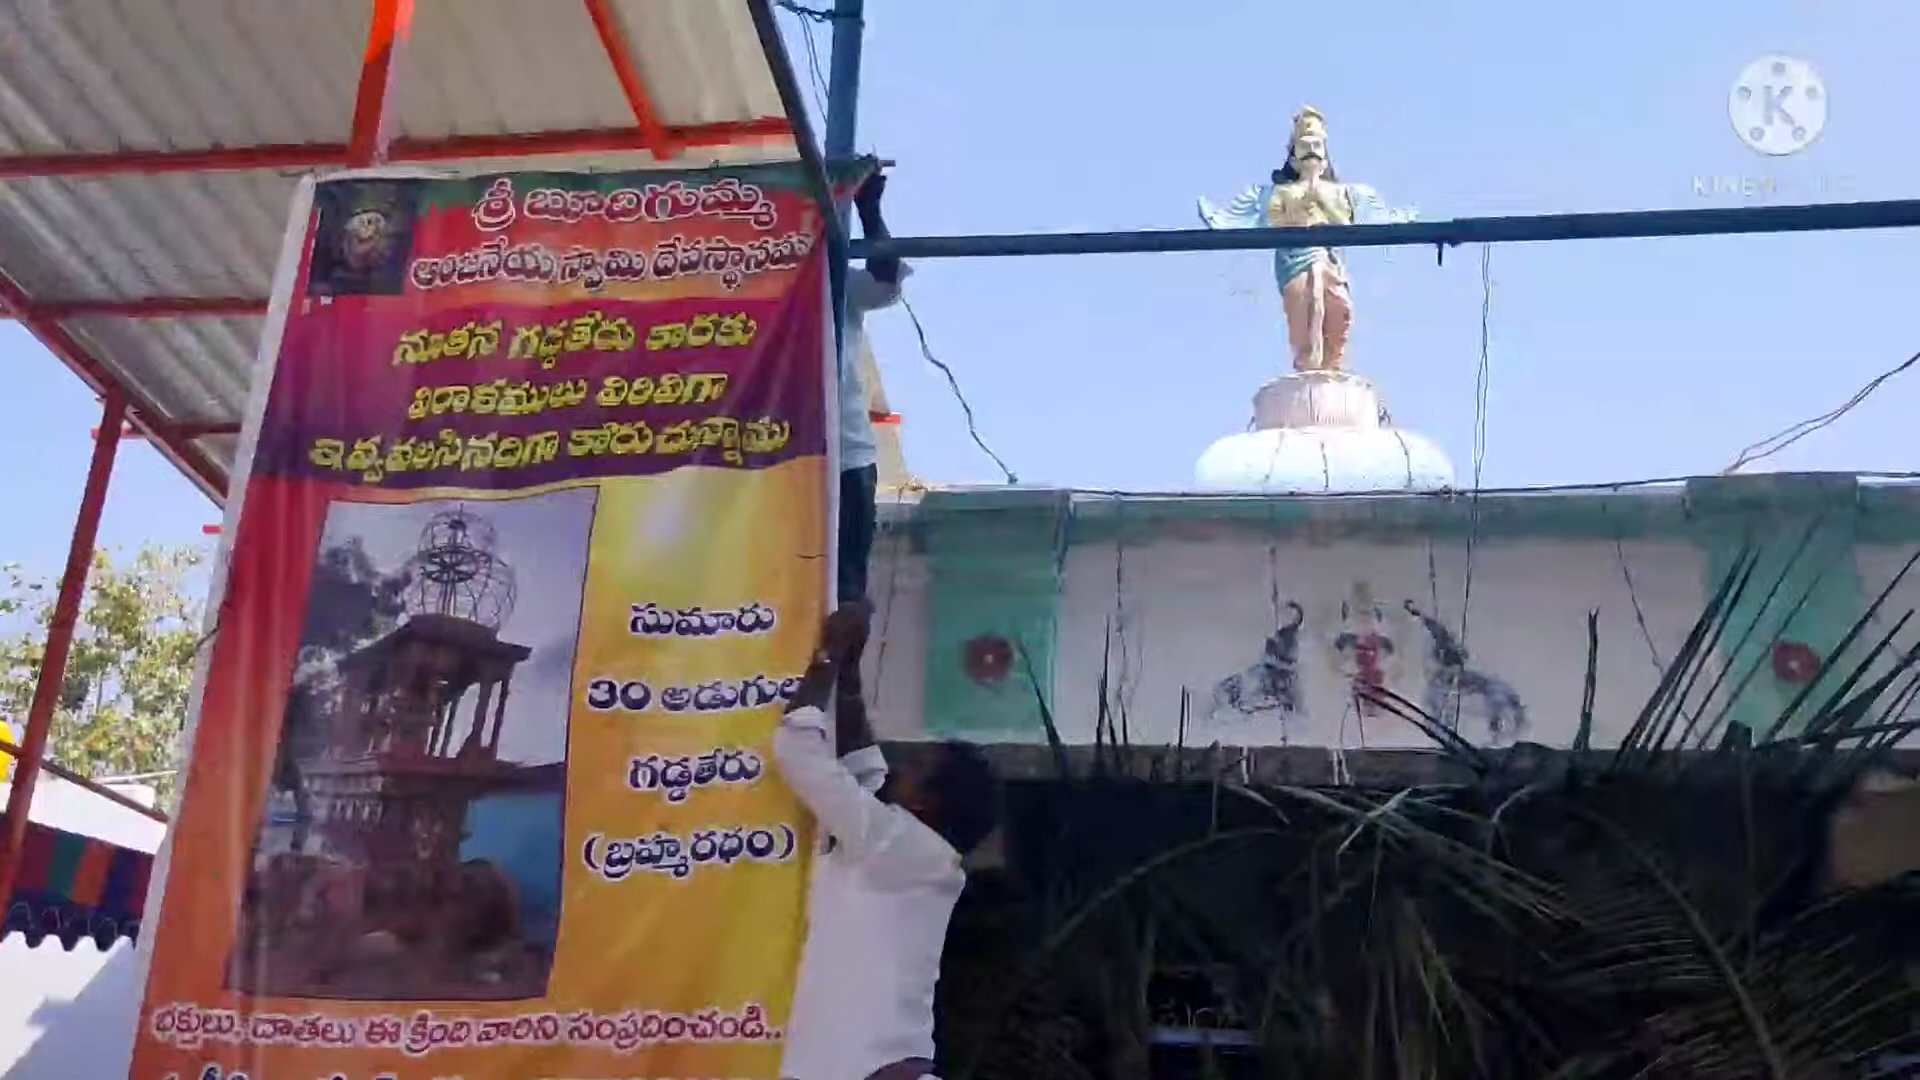 శ్రీ బూదిగుమ్మ
ఆంజనేయ స్వామి దేవస్థానము
నూతన గడ్డతేరు కొరకు
విరాళములు విరివిగా
ఇవ్వవలసినదిగా కోరుచున్నాము
సుమారు
30 అడుగుల
గడ్డతేరు
(బ్రహ్మరథం)
భక్తులు, దాతలు ఈ క్రింది వారిని సంప్రదించండి..
K
KINEMASTER